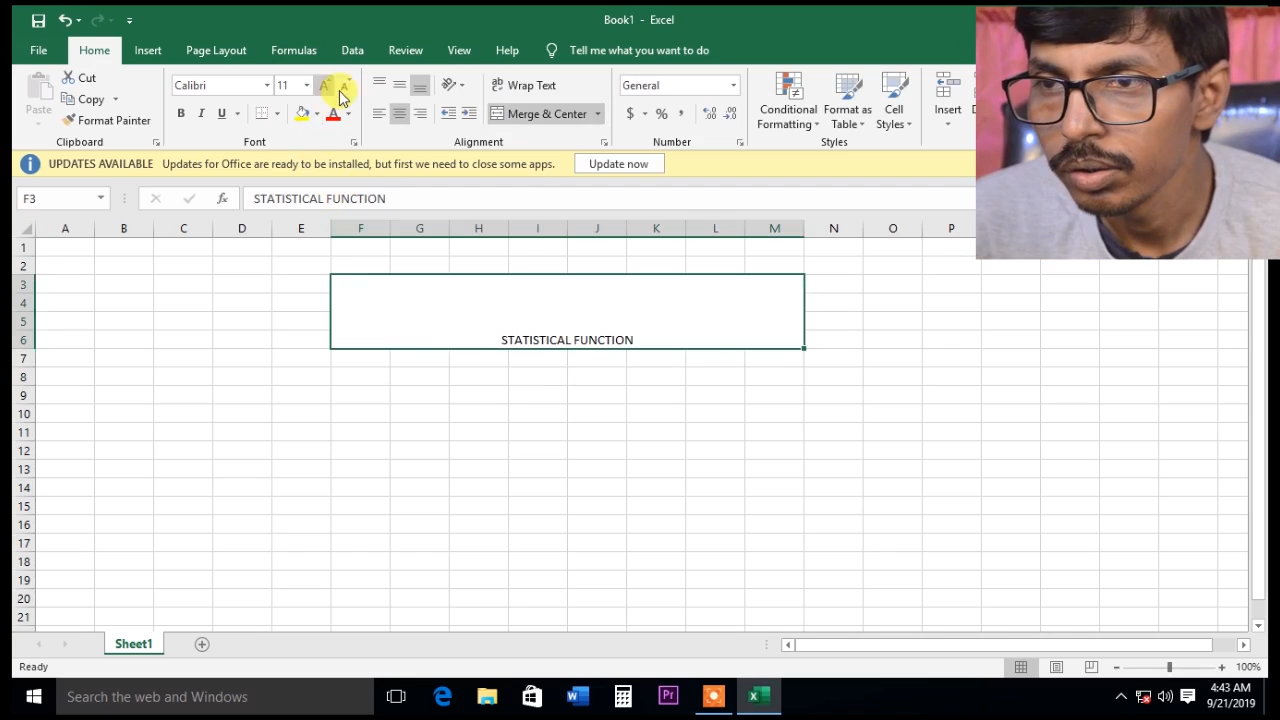 Book1 - Excel
File Home Insert Page Layout Formulas Data Review View Help Tell me what you want to do
Cut
Copy
Paste
Format Painter
Calibri 11
B I U
Wrap Text
Merge & Center
General
$ % ,
Conditional Formatting
Format as Table
Cell Styles
Insert
Clipboard Font Alignment Number Styles
UPDATES AVAILABLE Updates for Office are ready to be installed, but first we need to close some apps. Update now
F3 fx STATISTICAL FUNCTION
A B C D E F G H I J K L M N O P
1
2
3
4
5
6 STATISTICAL FUNCTION
7
8
9
10
11
12
13
14
15
16
17
18
19
20
21
Sheet1
Ready 100%
Search the web and Windows
4:43 AM
9/21/2019